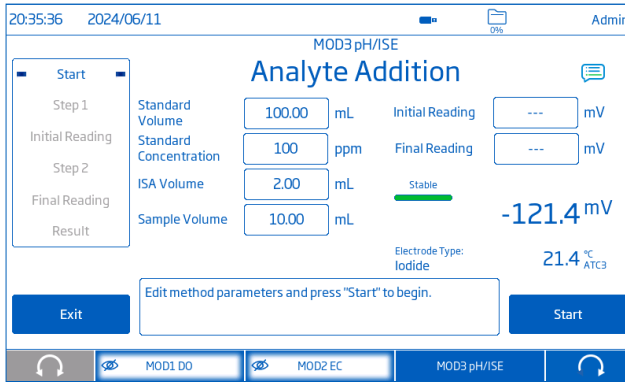 20:35:36 2024/06/11
0%
Admin
MOD3 pH/ISE
Analyte Addition
Start
Step 1
Initial Reading
Step 2
Final Reading
Result
Standard
Volume
100.00 mL
Standard
Concentration
100 ppm
ISA Volume
2.00 mL
Sample Volume
10.00 mL
Initial Reading --- mV
Final Reading --- mV
Stable
-121.4 mV
Electrode Type:
Iodide
21.4 °C
ATC3
Edit method parameters and press "Start" to begin.
Exit
Start
MOD1 DO
MOD2 EC
MOD3 pH/ISE